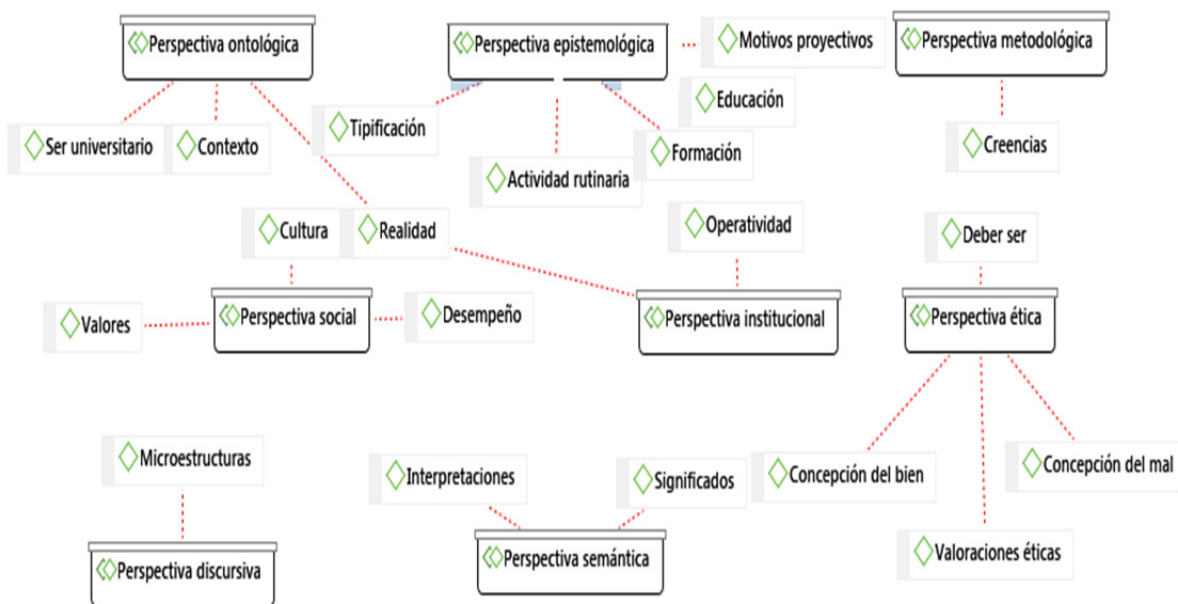 Perspectiva ontológica
Perspectiva epistemológica
Motivos proyectivos
Perspectiva metodológica
Educación
Tipificación
Ser universitario
Contexto
Formación
Creencias
Actividad rutinaria
Cultura
Realidad
Operatividad
Deber ser
Valores
Perspectiva social
Desempeño
Perspectiva institucional
Perspectiva ética
Microestructuras
Interpretaciones
Significados
Concepción del bien
Concepción del mal
Perspectiva discursiva
Perspectiva semántica
Valoraciones éticas